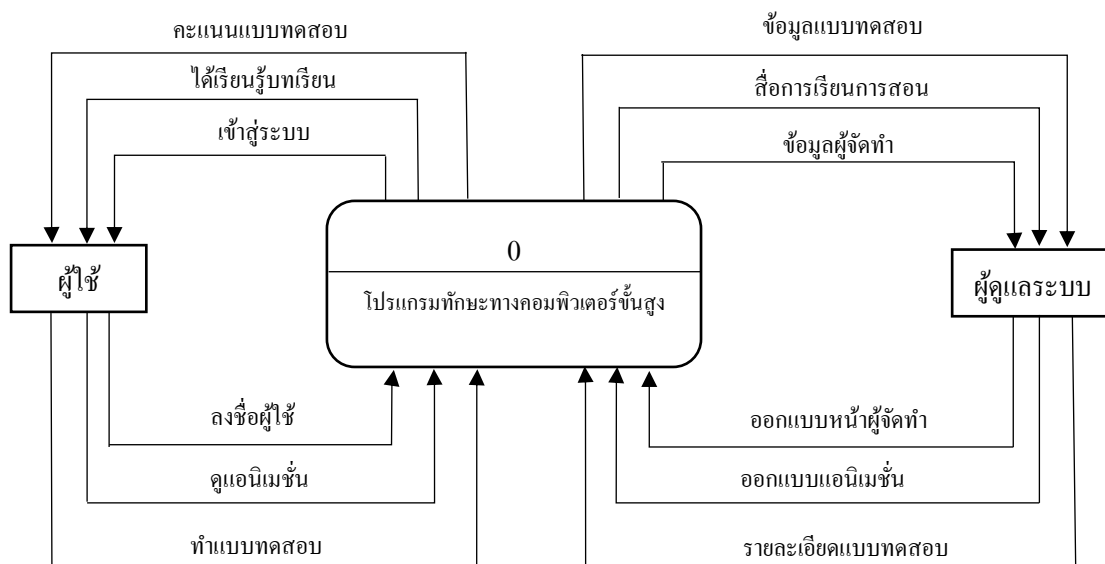 คะแนนแบบทดสอบ
ข้อมูลแบบทดสอบ
ได้เรียนรู้บทเรียน
สื่อการเรียนการสอน
เข้าสู่ระบบ
ข้อมูลผู้จัดทำ
0
ผู้ใช้
โปรแกรมทักษะทางคอมพิวเตอร์ขั้นสูง
ผู้ดูแลระบบ
ลงชื่อผู้ใช้
ออกแบบหน้าผู้จัดทำ
ดูแอนิเมชั่น
ออกแบบแอนิเมชั่น
ทำแบบทดสอบ
รายละเอียดแบบทดสอบ